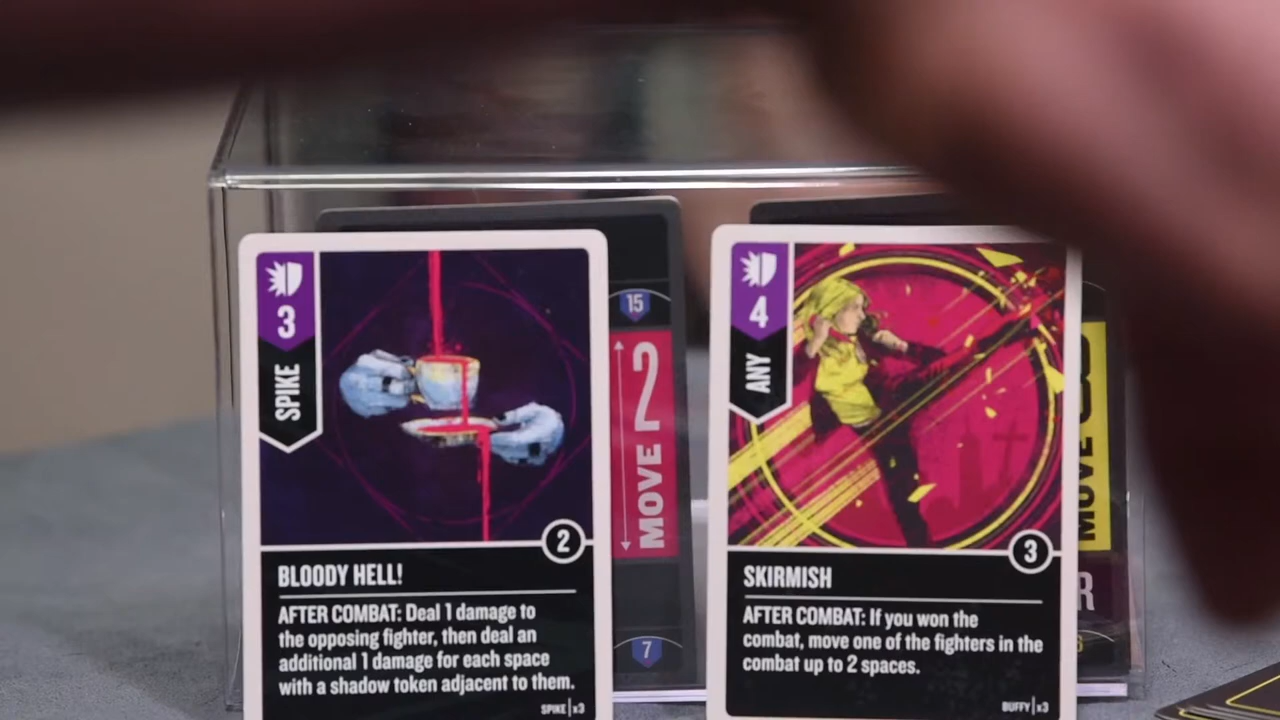 3
SPIKE
2
BLOODY HELL!
AFTER COMBAT: Deal 1 damage to
the opposing fighter, then deal an
additional 1 damage for each space
with a shadow token adjacent to them.
SPIKE x3
15
MOVE 2
7
4
ANY
3
SKIRMISH
AFTER COMBAT: If you won the
combat, move one of the fighters in the
combat up to 2 spaces.
BUFFY x3
MOVE
R